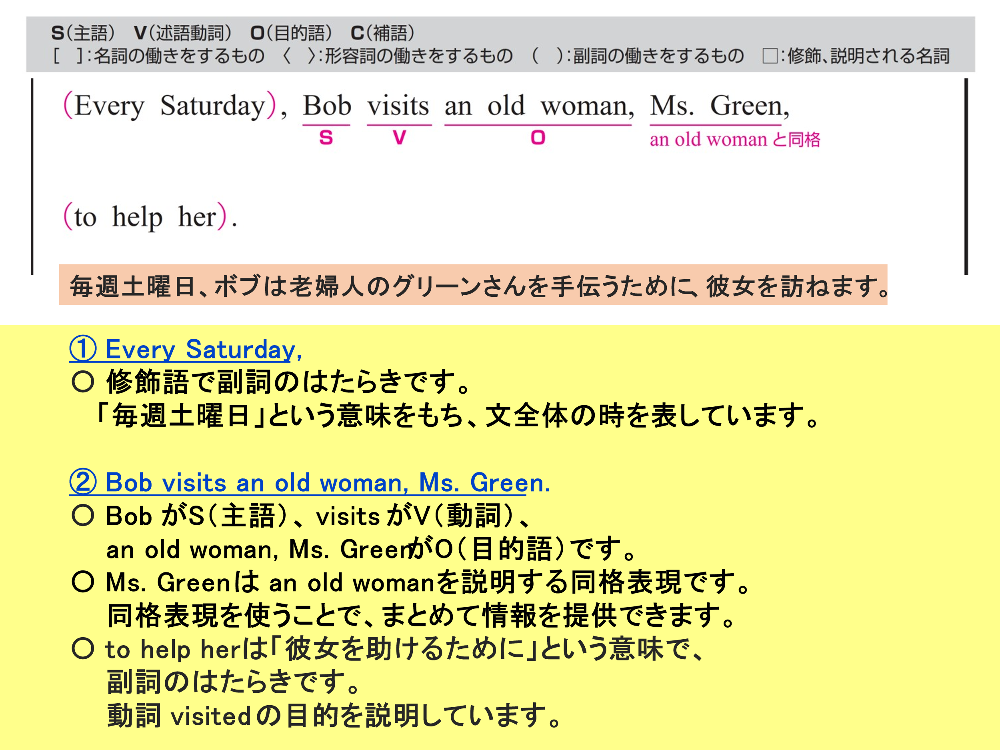 S（主語）　V（述語動詞）　O（目的語）　C（補語）
［　］：名詞の働きをするもの　〈　〉：形容詞の働きをするもの　（　）：副詞の働きをするもの　□：修飾、説明される名詞
(Every Saturday), Bob visits an old woman, Ms. Green,
S V O an old woman と同格
(to help her).
毎週土曜日、ボブは老婦人のグリーンさんを手伝うために、彼女を訪ねます。
① Every Saturday,
○ 修飾語で副詞のはたらきです。
「毎週土曜日」という意味をもち、文全体の時を表しています。
② Bob visits an old woman, Ms. Green.
○ Bob がS（主語）、visits がV（動詞）、
an old woman, Ms. GreenがO（目的語）です。
○ Ms. Greenは an old womanを説明する同格表現です。
同格表現を使うことで、まとめて情報を提供できます。
○ to help herは「彼女を助けるために」という意味で、
副詞のはたらきです。
動詞 visitedの目的を説明しています。